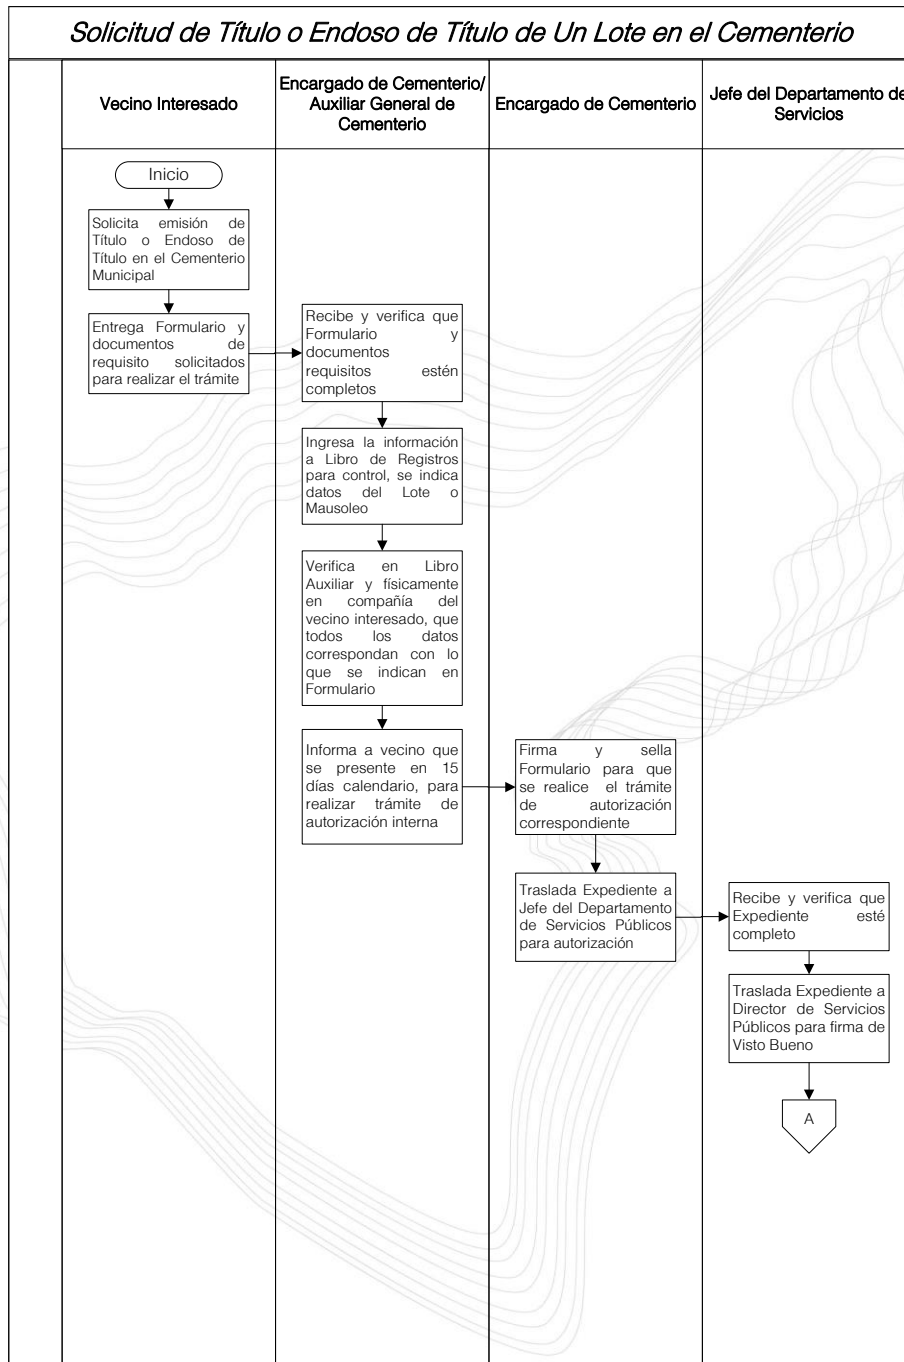 Solicitud de Título o Endoso de Título de Un Lote en el Cementerio
Vecino Interesado
Encargado de Cementerio/
Auxiliar General de
Cementerio
Encargado de Cementerio
Jefe del Departamento de
Servicios
Inicio
Solicita emisión de
Título o Endoso de
Título en el Cementerio
Municipal
Entrega Formulario y
documentos de
requisito solicitados
para realizar el trámite
Recibe y verifica que
Formulario y
documentos
requisitos estén
completos
Ingresa la información
a Libro de Registros
para control, se indica
datos del Lote o
Mausoleo
Verifica en Libro
Auxiliar y físicamente
en compañía del
vecino interesado, que
todos los datos
correspondan con lo
que se indican en
Formulario
Informa a vecino que
se presente en 15
días calendario, para
realizar trámite de
autorización interna
Firma y sella
Formulario para que
se realice el trámite
de autorización
correspondiente
Traslada Expediente a
Jefe del Departamento
de Servicios Públicos
para autorización
Recibe y verifica que
Expediente esté
completo
Traslada Expediente a
Director de Servicios
Públicos para firma de
Visto Bueno
A